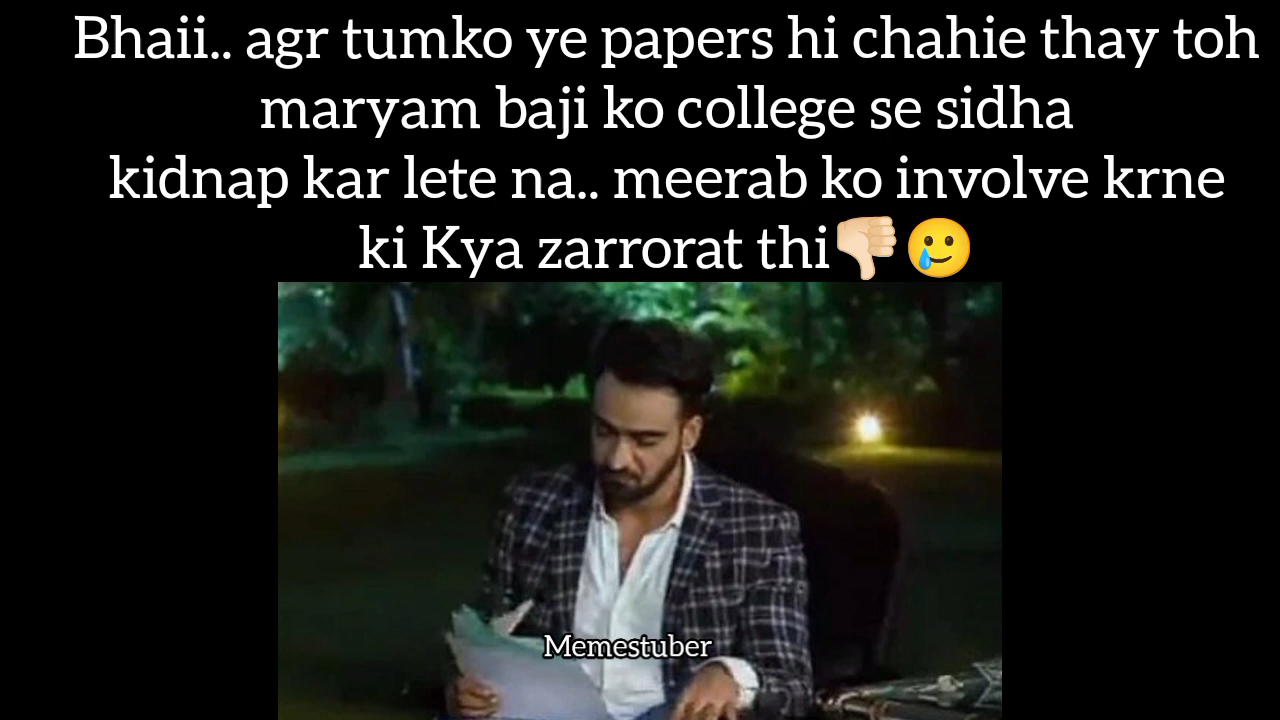 Bhaii.. agr tumko ye papers hi chahie thay toh
maryam baji ko college se sidha
kidnap kar lete na.. meerab ko involve krne
ki Kya zarrorat thi👎🏻🥲
Memestuber